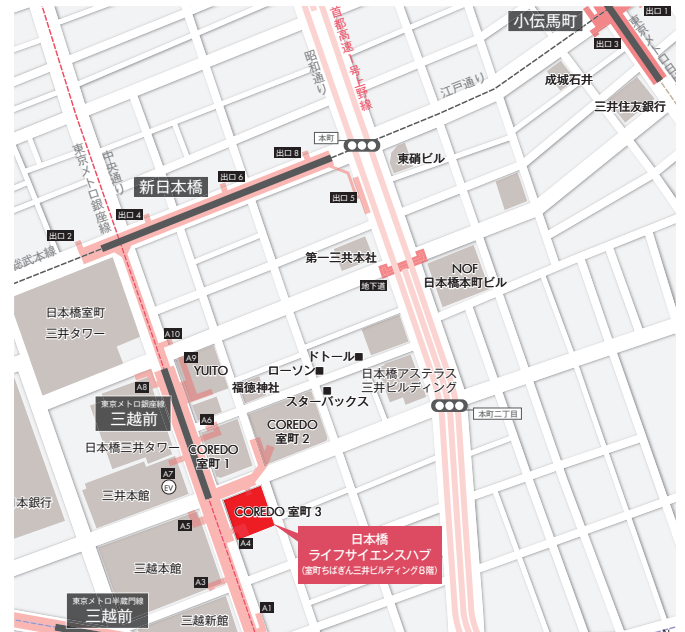 小伝馬町
出口 1
出口 3
東京メトロ日
首都高速一号上野線
昭和通り
江戸通り
成城石井
三井住友銀行
本町
東硝ビル
出口 8
出口 6
出口 5
新日本橋
中央通り
東京メトロ銀座線
出口 4
出口 2
総武本線
第一三共本社
地下道
NOF
日本橋本町ビル
日本橋室町
三井タワー
A10
A9
YUITO
A8
ドトール
ローソン
福徳神社
スターバックス
日本橋アステラス
三井ビルディング
本町二丁目
東京メトロ銀座線
三越前
A6
COREDO
室町 2
日本橋三井タワー
COREDO
室町 1
A7
EV
三井本館
本銀行
COREDO 室町 3
A5
A4
日本橋
ライフサイエンスハブ
(室町ちばぎん三井ビルディング8階)
三越本館
A3
東京メトロ半蔵門線
三越前
A1
三越新館